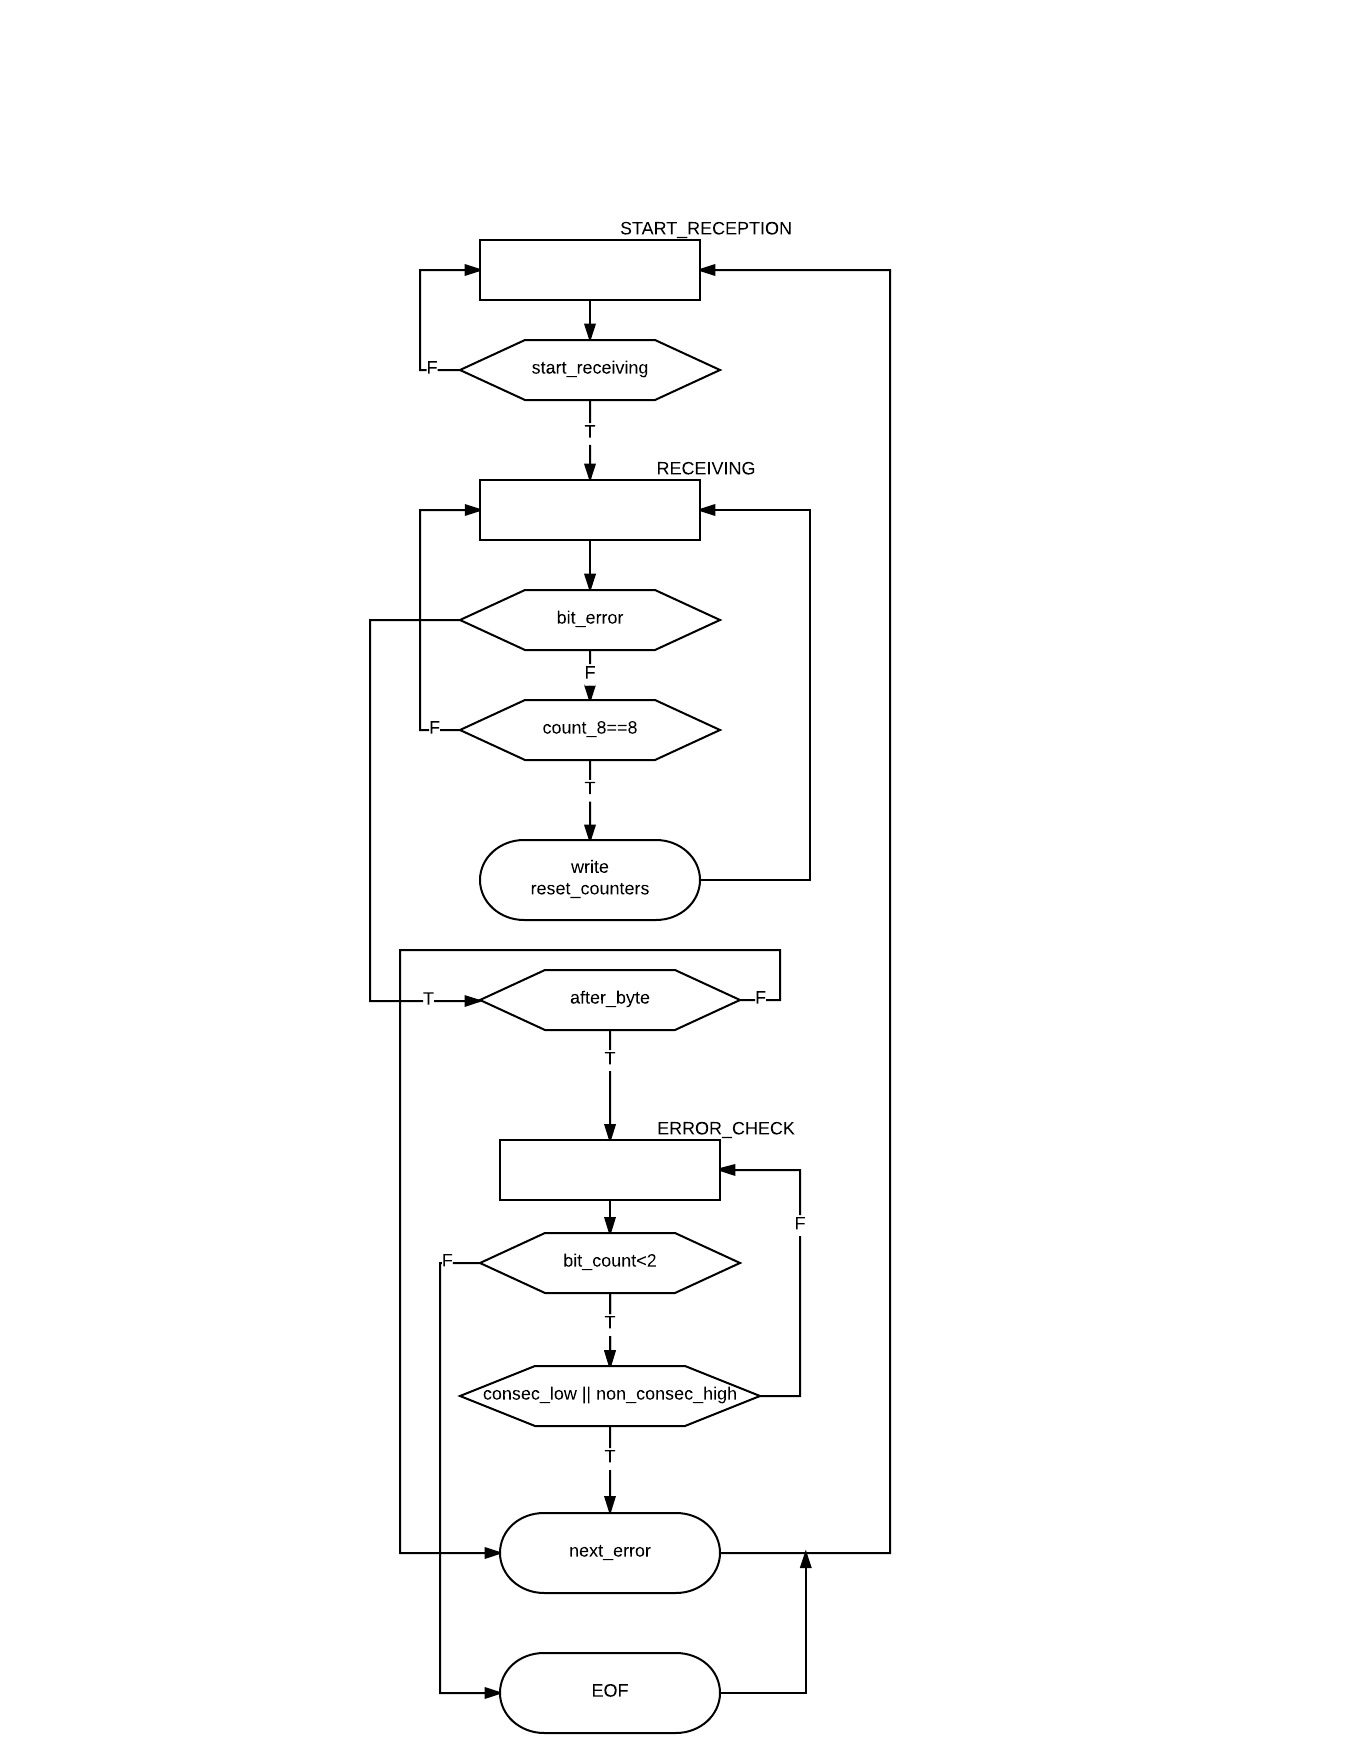 START_RECEPTION
start_receiving
F
T
RECEIVING
bit_error
F
count_8==8
F
T
write
reset_counters
T
after_byte
F
T
ERROR_CHECK
F
F
bit_count<2
T
consec_low || non_consec_high
T
next_error
EOF